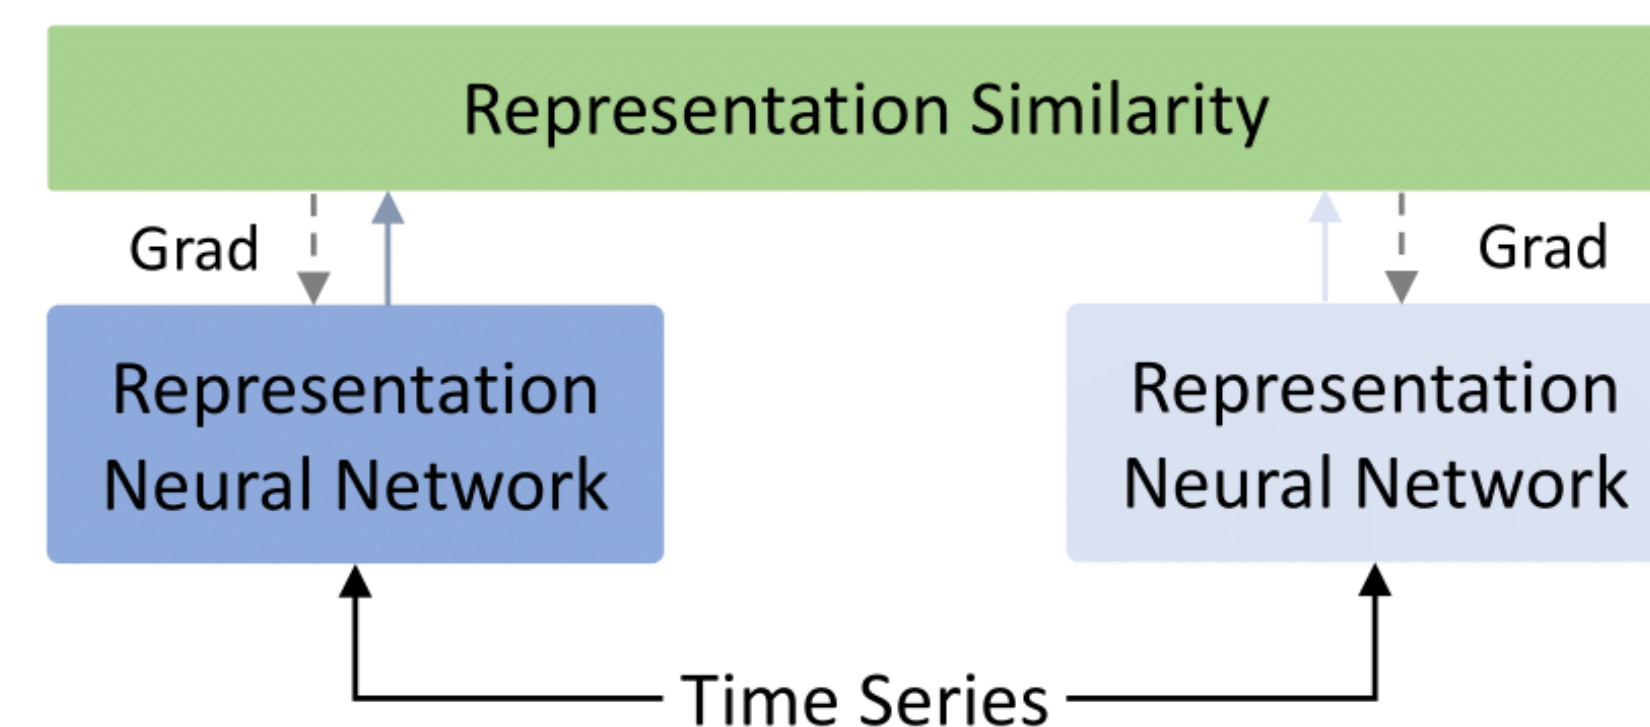 Representation Similarity
Grad
Grad
Representation
Neural Network
Representation
Neural Network
Time Series